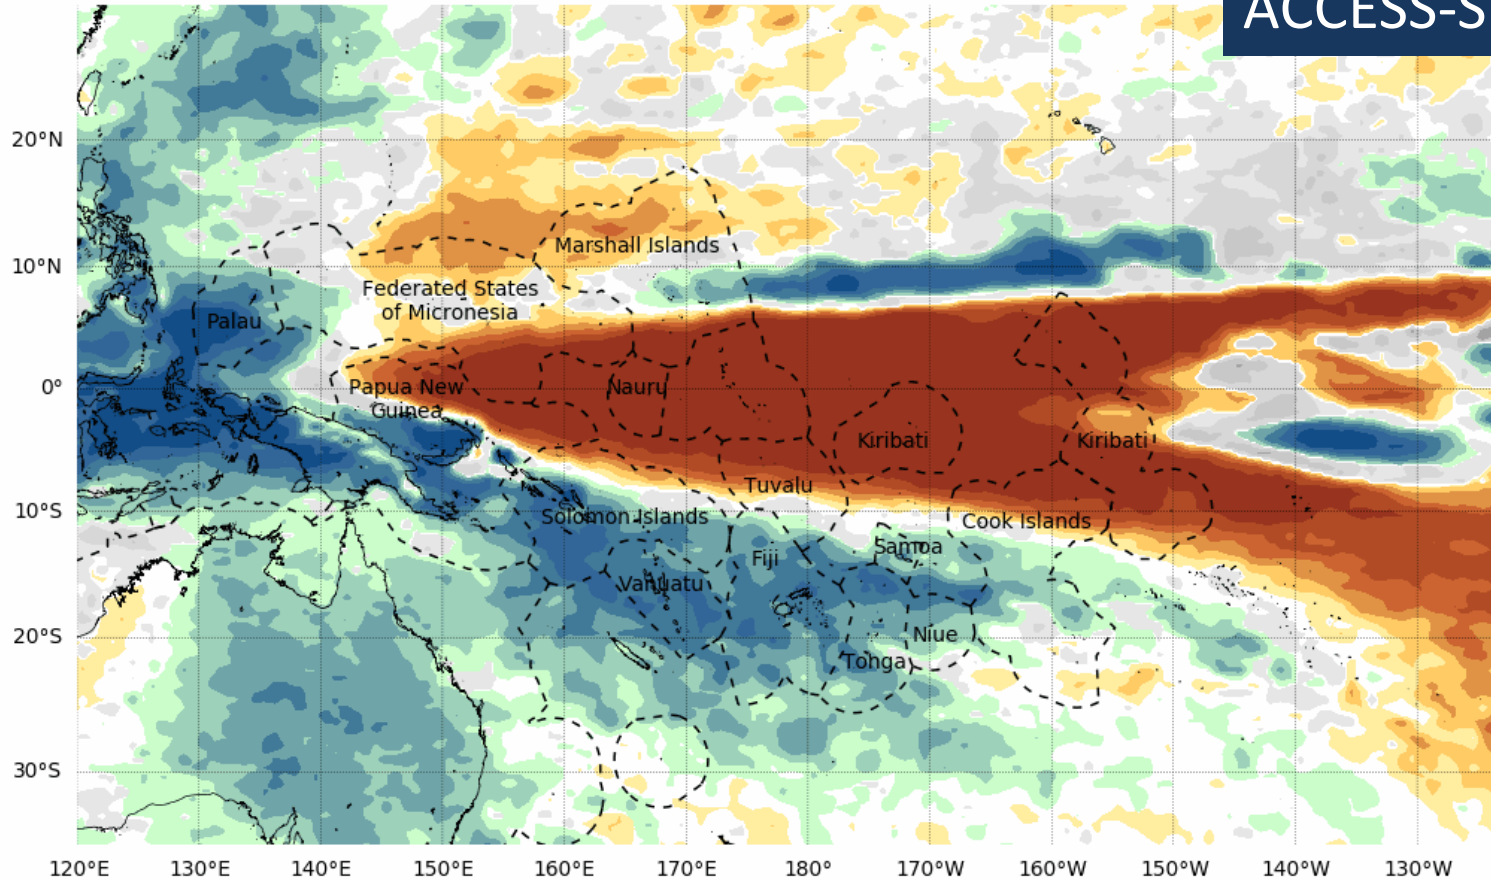 ACCESS-S
20°N
10°N
0°
10°S
20°S
30°S
Marshall Islands
Federated States
of Micronesia
Palau
Papua New
Guinea
Nauru
Kiribati
Kiribati
Tuvalu
Solomon Islands
Cook Islands
Samoa
Fiji
Vanuatu
Niue
Tonga
120°E 130°E 140°E 150°E 160°E 170°E 180° 170°W 160°W 150°W 140°W 130°W